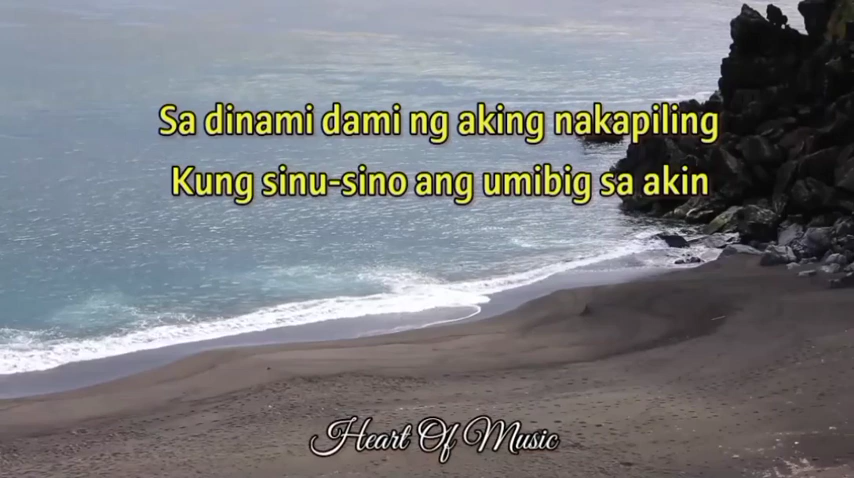 Sa dinami dami ng aking nakapiling
Kung sinu-sino ang umibig sa akin
Heart Of Music